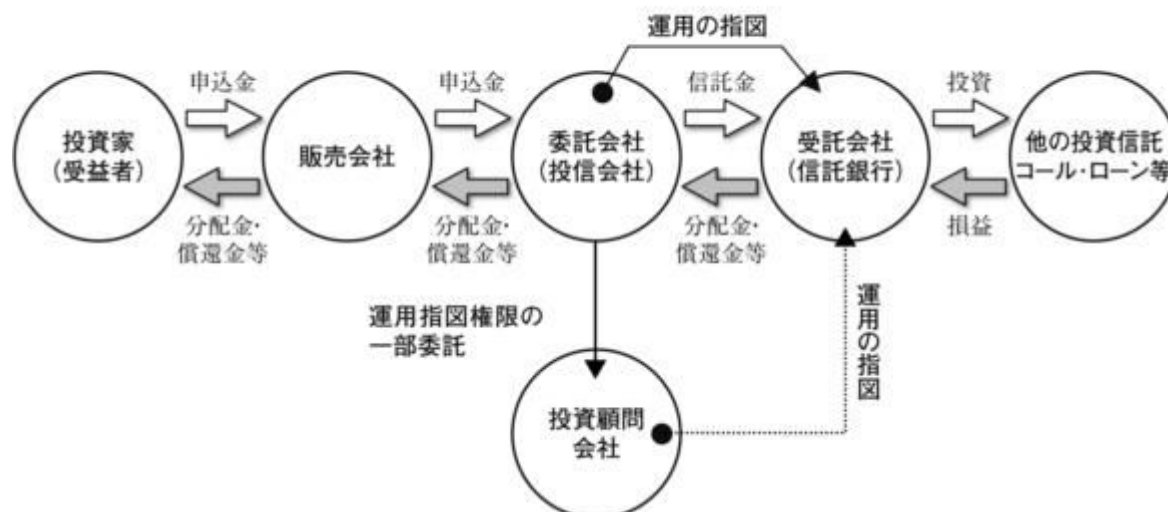 運用の指図
申込金
申込金
信託金
投資
投資家
(受益者)
販売会社
委託会社
(投信会社)
受託会社
(信託銀行)
他の投資信託
コール・ローン等
分配金・
償還金等
分配金・
償還金等
分配金・
償還金等
損益
運用指図権限の
一部委託
運用の指図
投資顧問
会社